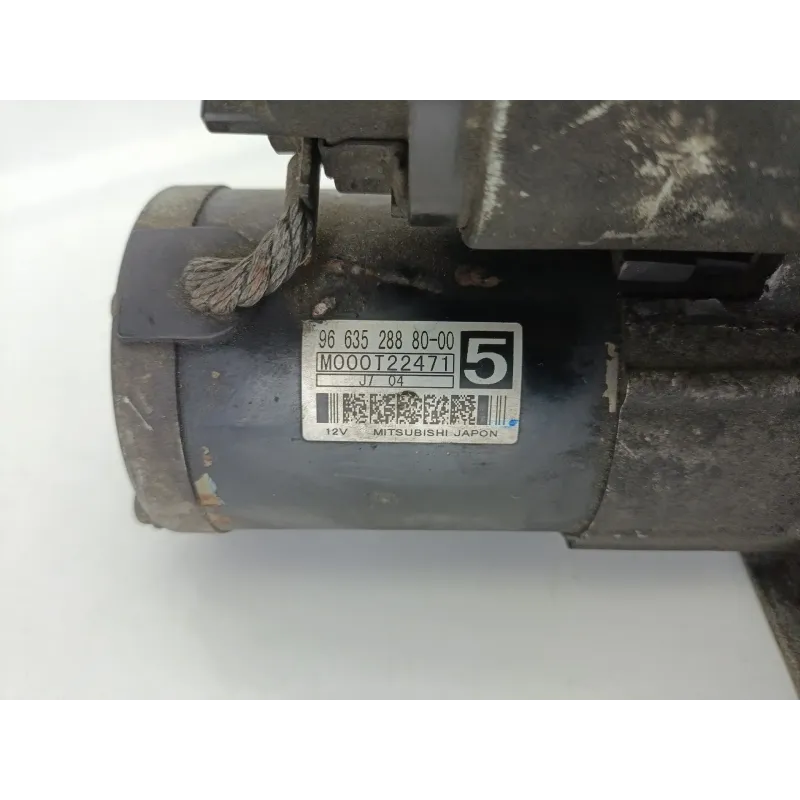 96 635 288 80-00
M000T22471
5
J7 04
12V MITSUBISHI JAPON